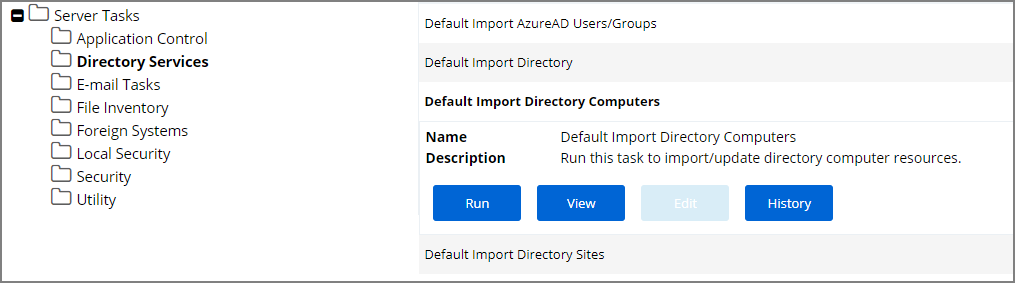 Server Tasks
Application Control
Directory Services
E-mail Tasks
File Inventory
Foreign Systems
Local Security
Security
Utility
Default Import AzureAD Users/Groups
Default Import Directory
Default Import Directory Computers
Name Default Import Directory Computers
Description Run this task to import/update directory computer resources.
Run View Edit History
Default Import Directory Sites